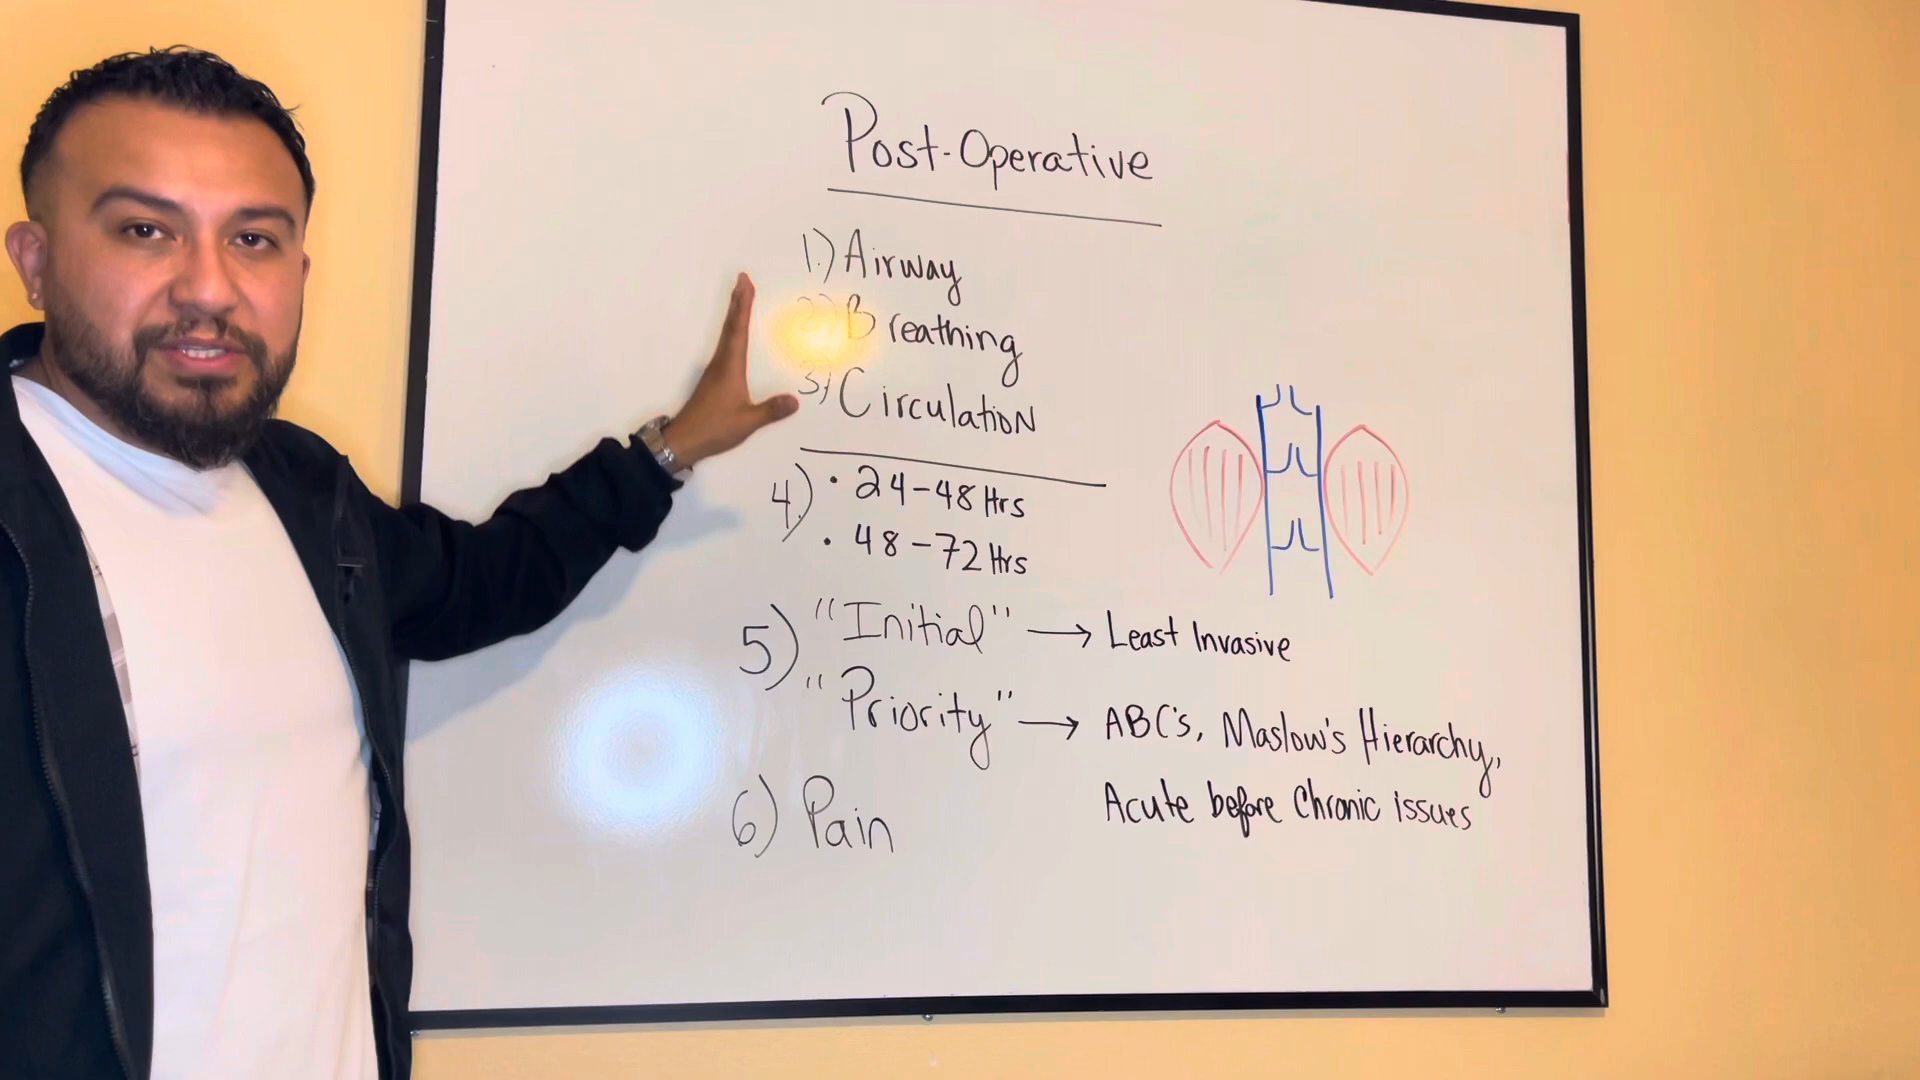 Post-Operative
1.) Airway
2) Breathing
3) Circulation
4.) • 24-48 Hrs
• 48-72 Hrs
5) "Initial" → Least Invasive
"Priority" → ABC's, Maslow's Hierarchy,
Acute before Chronic issues
6) Pain